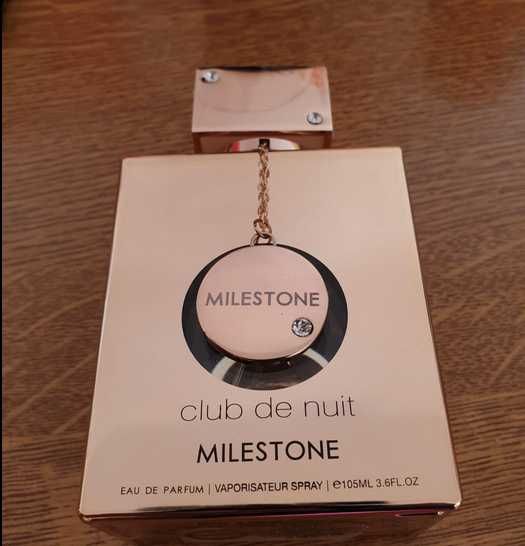 MILESTONE
club de nuit
MILESTONE
EAU DE PARFUM | VAPORISATEUR SPRAY | ℮105ML 3.6FL.OZ